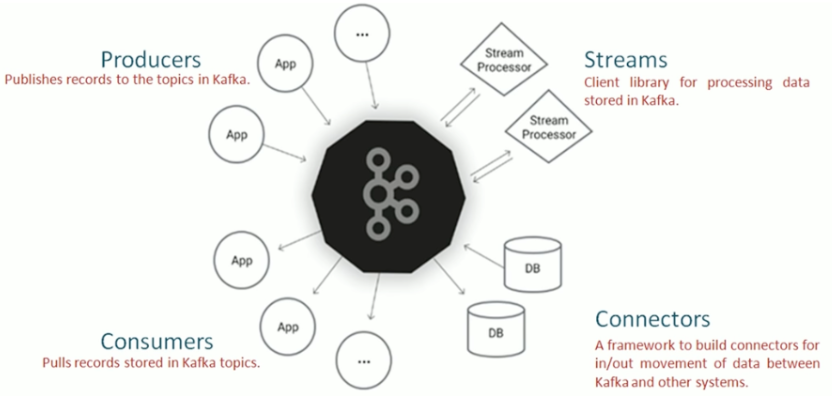 Producers
Publishes records to the topics in Kafka.
App
...
App
Stream
Processor
Stream
Processor
Streams
Client library for processing data
stored in Kafka.
App
App
...
DB
DB
Consumers
Pulls records stored in Kafka topics.
Connectors
A framework to build connectors for
in/out movement of data between
Kafka and other systems.